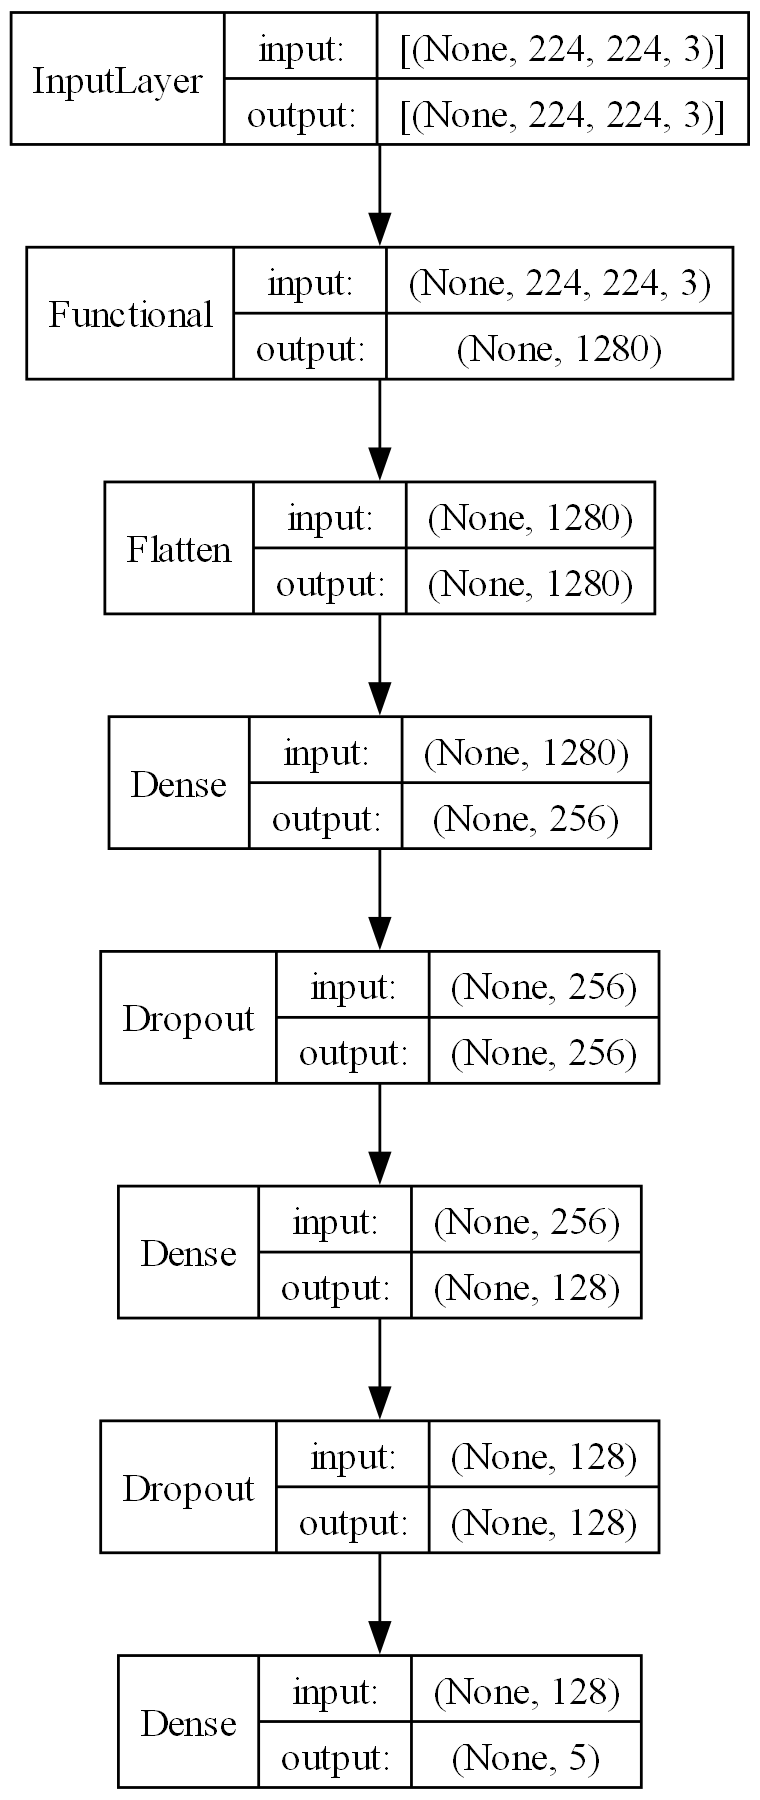 InputLayer
input: [(None, 224, 224, 3)]
output: [(None, 224, 224, 3)]
Functional
input: (None, 224, 224, 3)
output: (None, 1280)
Flatten
input: (None, 1280)
output: (None, 1280)
Dense
input: (None, 1280)
output: (None, 256)
Dropout
input: (None, 256)
output: (None, 256)
Dense
input: (None, 256)
output: (None, 128)
Dropout
input: (None, 128)
output: (None, 128)
Dense
input: (None, 128)
output: (None, 5)